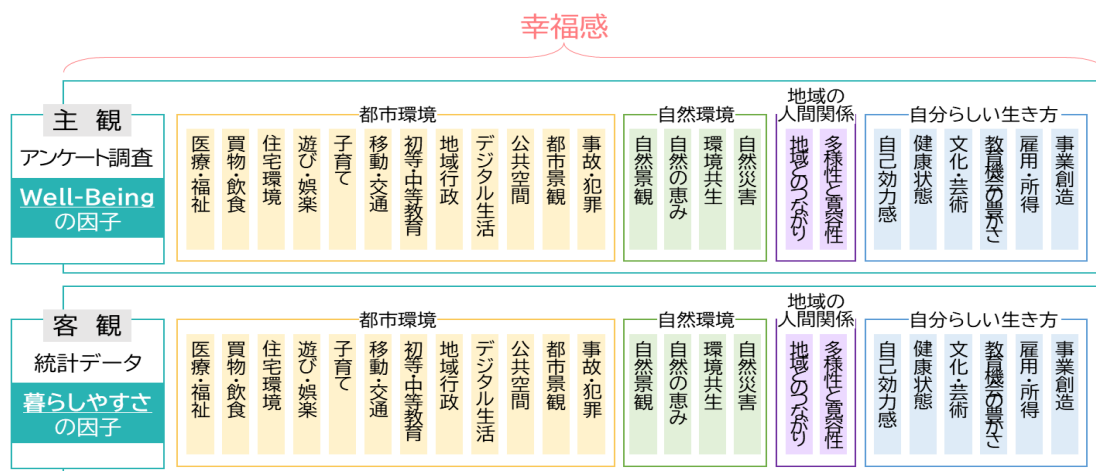 幸福感
主 観
アンケート調査
Well-Being
の因子
都市環境
医療・福祉
買物・飲食
住宅環境
遊び・娯楽
子育て
移動・交通
初等・中等教育
地域行政
デジタル生活
公共空間
都市景観
事故・犯罪
自然環境
自然景観
自然の恵み
環境共生
自然災害
地域の
人間関係
地域とのつながり
多様性と寛容性
自分らしい生き方
自己効力感
健康状態
文化・芸術
教育機会の豊かさ
雇用・所得
事業創造
客 観
統計データ
暮らしやすさ
の因子
都市環境
医療・福祉
買物・飲食
住宅環境
遊び・娯楽
子育て
移動・交通
初等・中等教育
地域行政
デジタル生活
公共空間
都市景観
事故・犯罪
自然環境
自然景観
自然の恵み
環境共生
自然災害
地域の
人間関係
地域とのつながり
多様性と寛容性
自分らしい生き方
自己効力感
健康状態
文化・芸術
教育機会の豊かさ
雇用・所得
事業創造